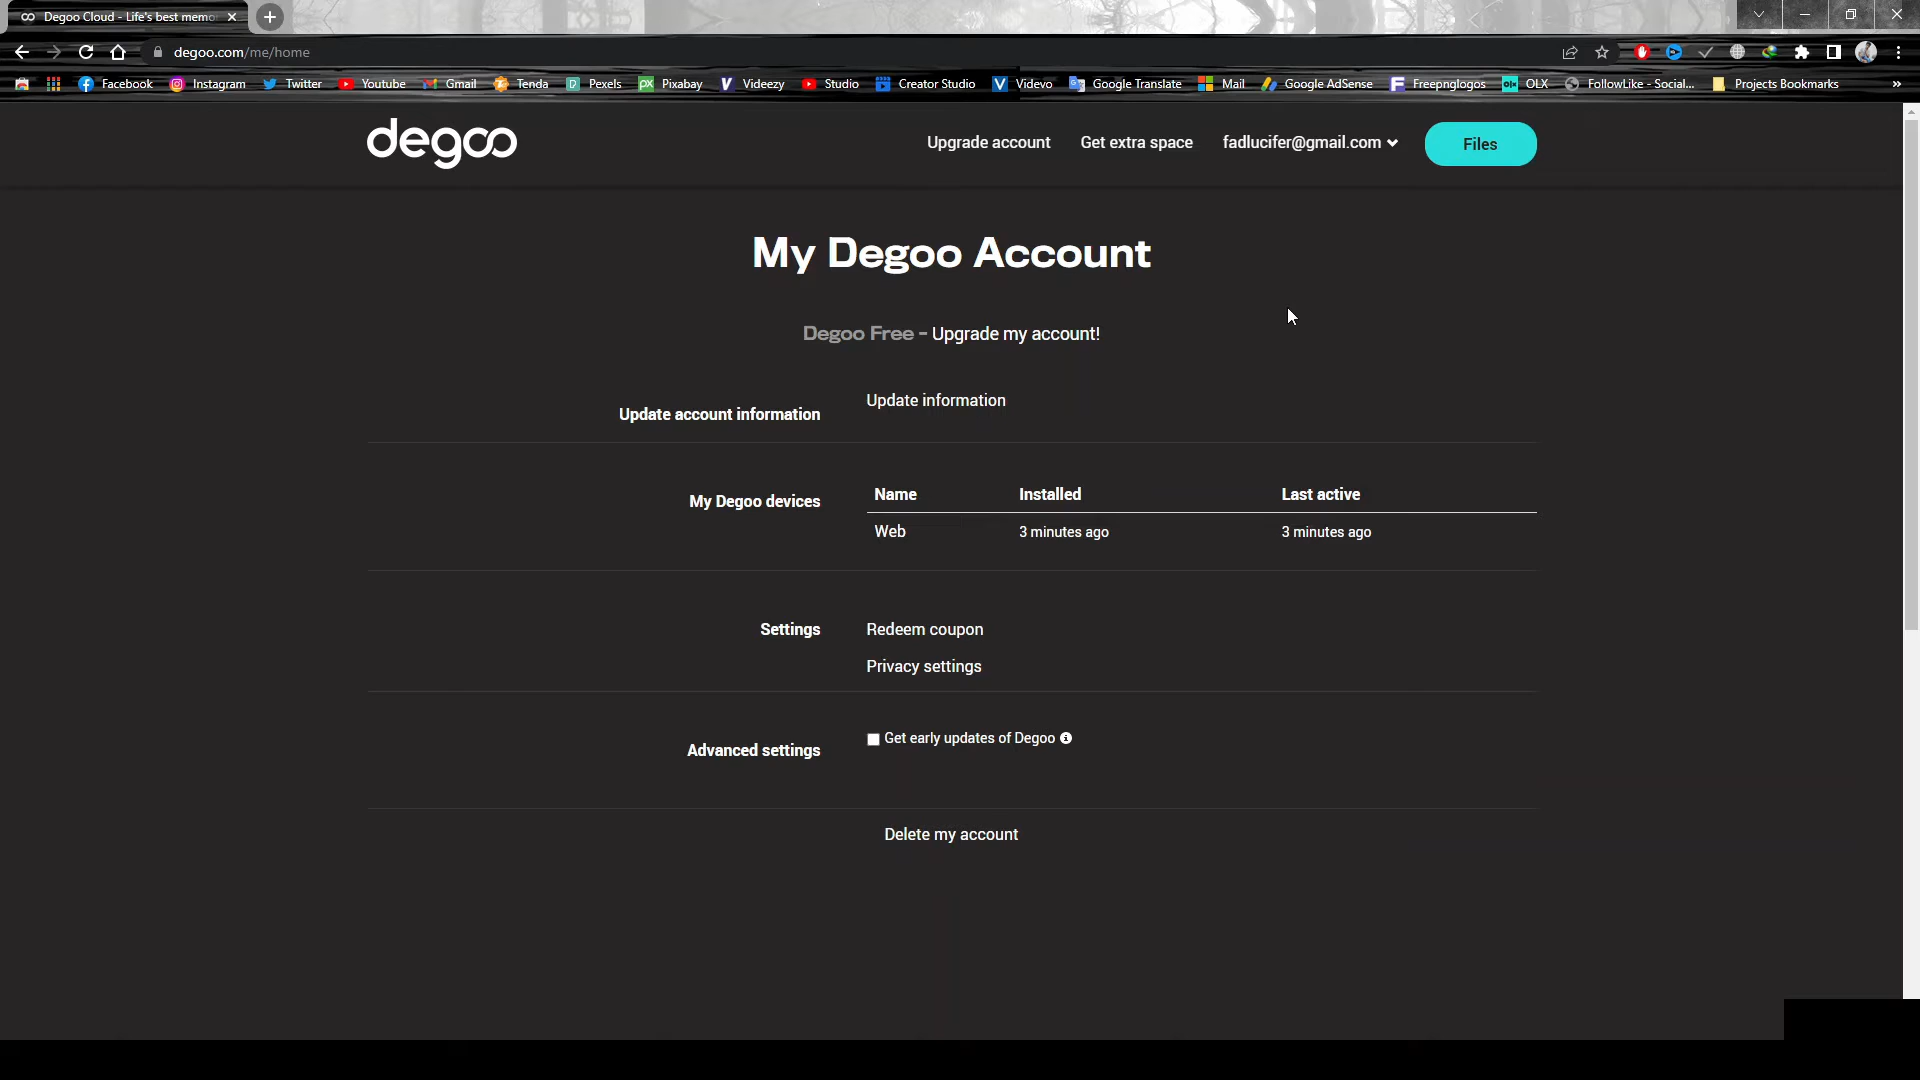 Degoo Cloud - Life's best memo
degoo.com/me/home
Facebook Instagram Twitter Youtube Gmail Tenda Pexels Pixabay Videezy Studio Creator Studio Videvo Google Translate Mail Google AdSense Freepnglogos OLX FollowLike - Social... Projects Bookmarks »
degoo Upgrade account Get extra space fadlucifer@gmail.com Files
My Degoo Account
Degoo Free - Upgrade my account!
Update account information Update information
My Degoo devices Name Installed Last active
Web 3 minutes ago 3 minutes ago
Settings Redeem coupon
Privacy settings
Advanced settings Get early updates of Degoo
Delete my account